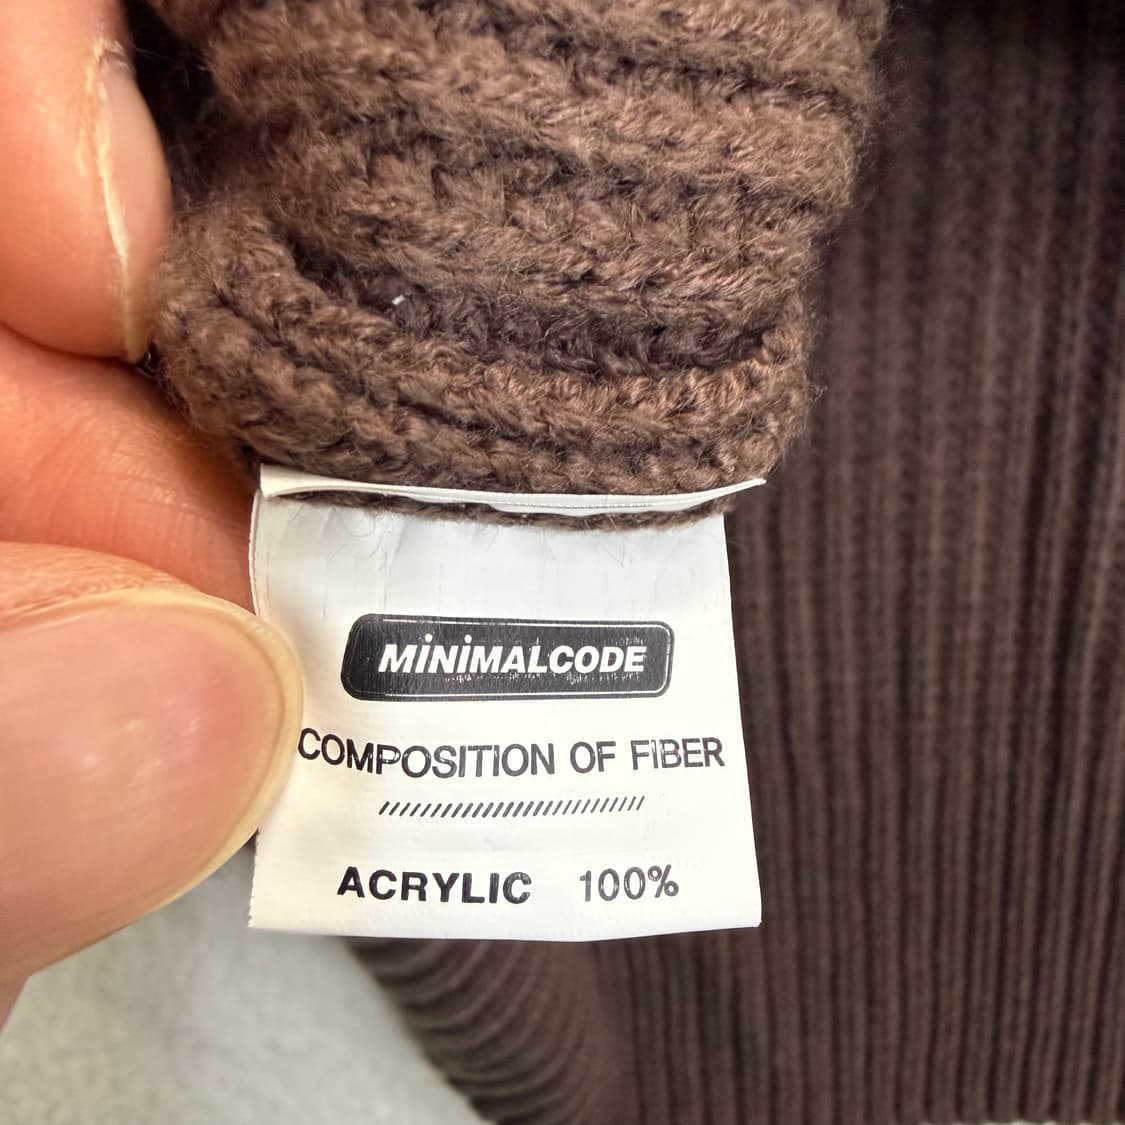 MiNiMALCODE
COMPOSITION OF FIBER
ACRYLIC 100%